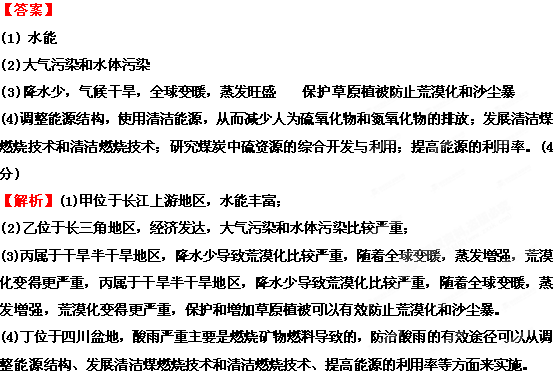 【答案】
(1) 水能
(2)大气污染和水体污染
(3)降水少，气候干旱，全球变暖，蒸发旺盛 保护草原植被防止荒漠化和沙尘暴
(4)调整能源结构，使用清洁能源，从而减少人为硫氧化物和氮氧化物的排放；发展清洁煤
燃烧技术和清洁燃烧技术；研究煤炭中硫资源的综合开发与利用；提高能源的利用率。(4
分)
【解析】(1)甲位于长江上游地区，水能丰富；
(2)乙位于长三角地区，经济发达，大气污染和水体污染比较严重；
(3)丙属于干旱半干旱地区，降水少导致荒漠化比较严重，随着全球变暖，蒸发增强，荒漠
化变得更严重，丙属于干旱半干旱地区，降水少导致荒漠化比较严重，随着全球变暖，蒸
发增强，荒漠化变得更严重，保护和增加草原植被可以有效防止荒漠化和沙尘暴。
(4)丁位于四川盆地，酸雨严重主要是燃烧矿物燃料导致的，防治酸雨的有效途径可以从调
整能源结构、发展清洁煤燃烧技术和清洁燃烧技术、提高能源的利用率等方面来实施。